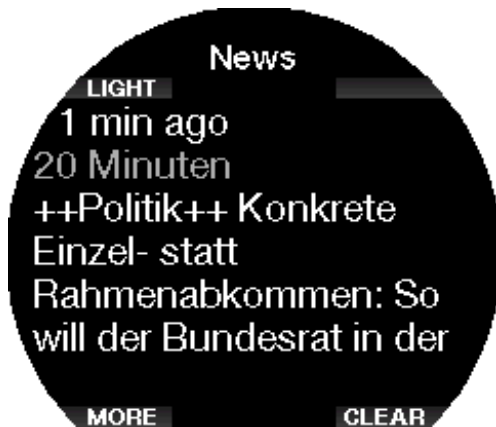 News
LIGHT
1 min ago
20 Minuten
++Politik++ Konkrete
Einzel- statt
Rahmenabkommen: So
will der Bundesrat in der
MORE CLEAR